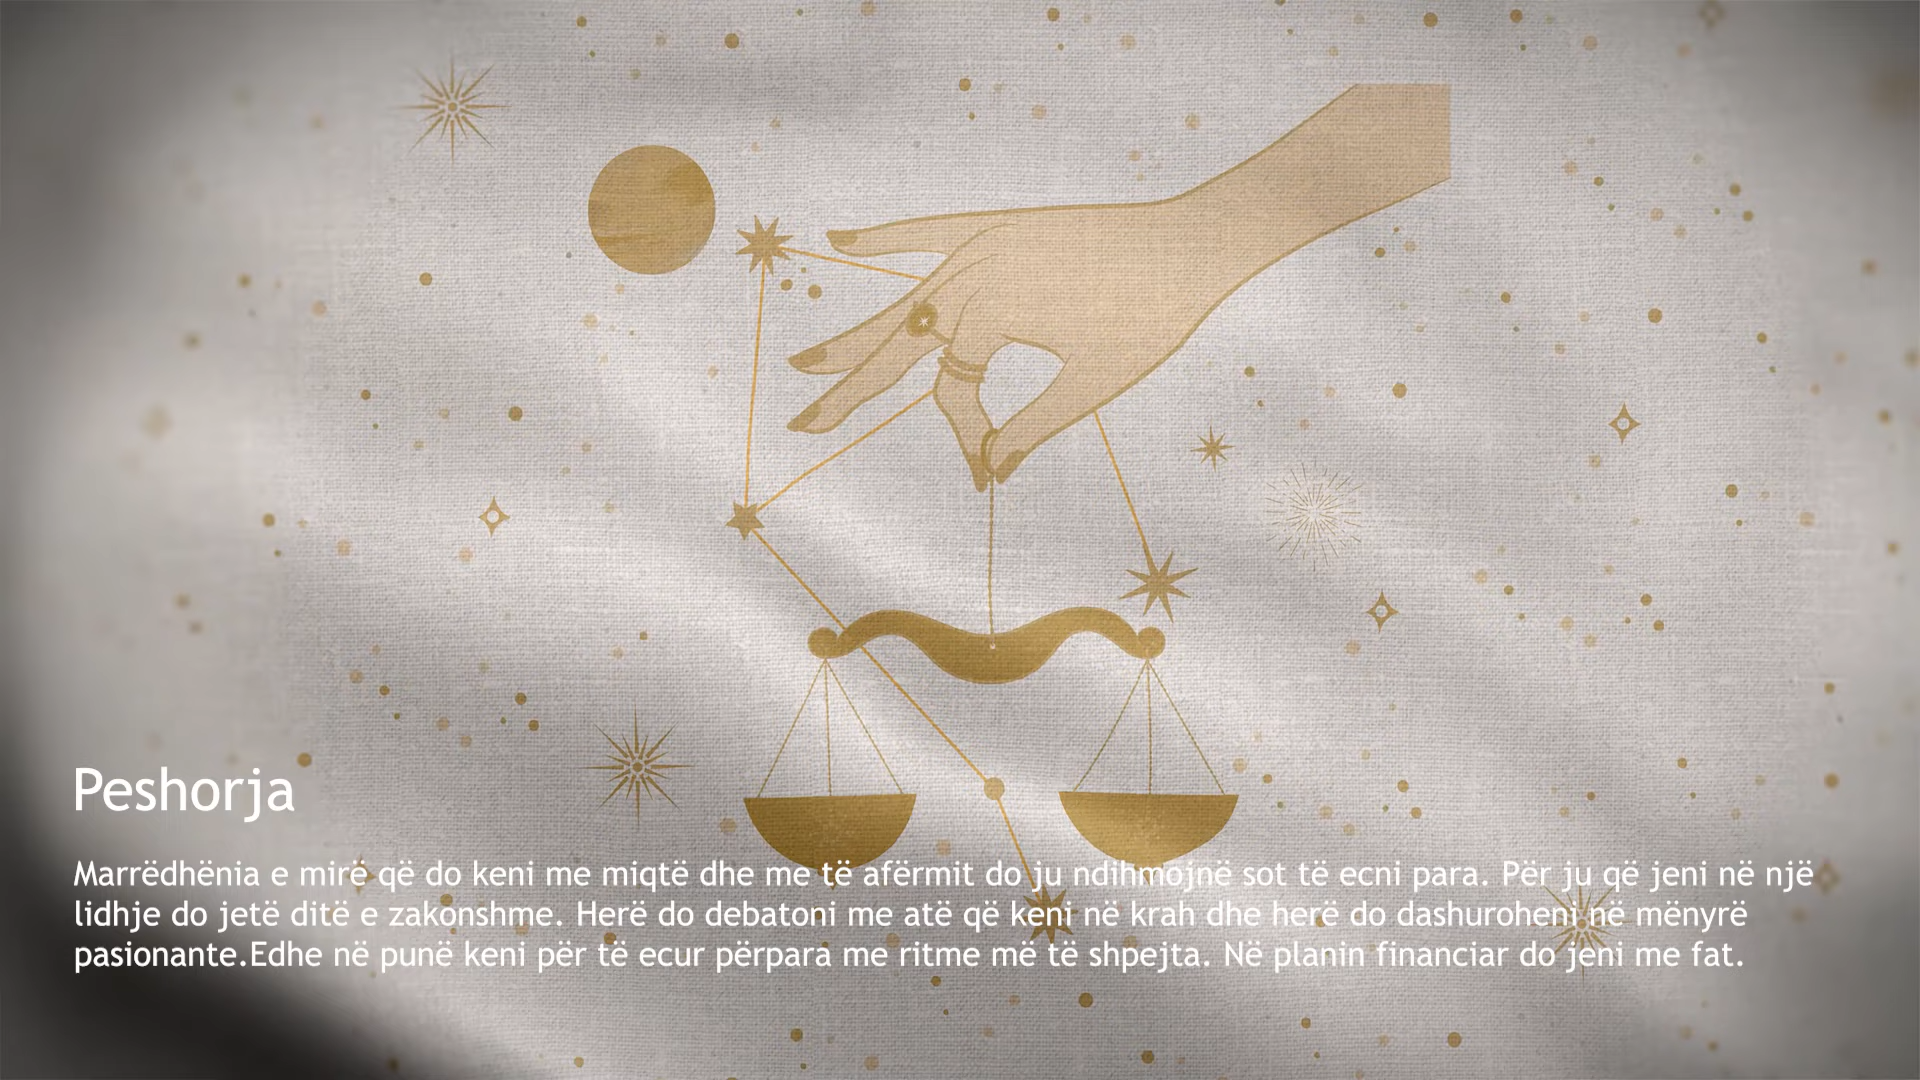 Peshorja
Marrëdhënia e mirë që do keni me miqtë dhe me të afërmit do ju ndihmojnë sot të ecni para. Për ju që jeni në një
lidhje do jetë ditë e zakonshme. Herë do debatoni me atë që keni në krah dhe herë do dashuroheni në mënyrë
pasionante.Edhe në punë keni për të ecur përpara me ritme më të shpejta. Në planin financiar do jeni me fat.